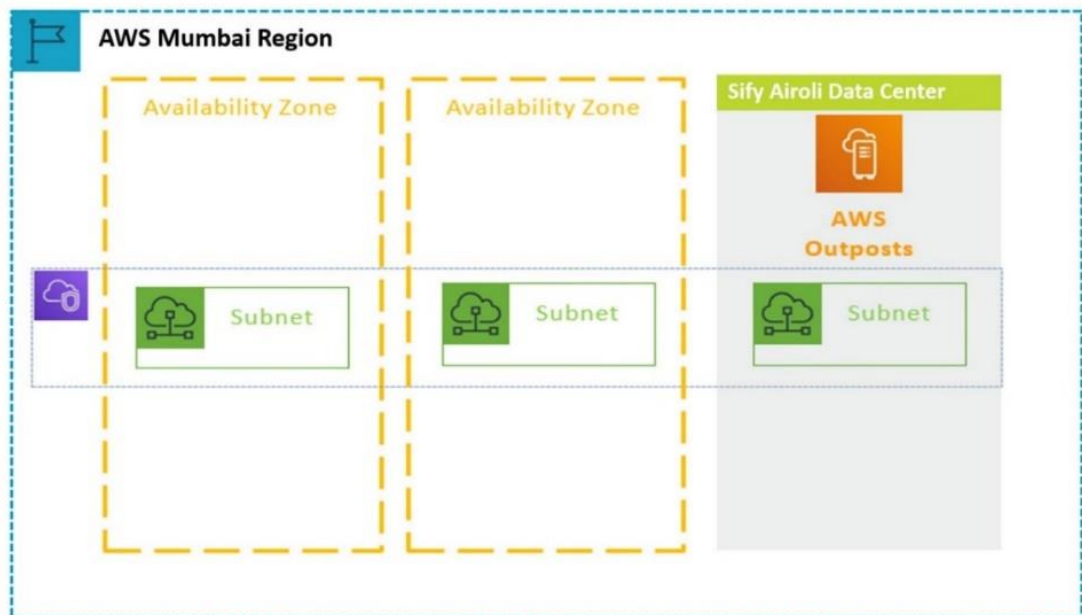 AWS Mumbai Region
Availability Zone
Availability Zone
Sify Airoli Data Center
AWS
Outposts
Subnet
Subnet
Subnet